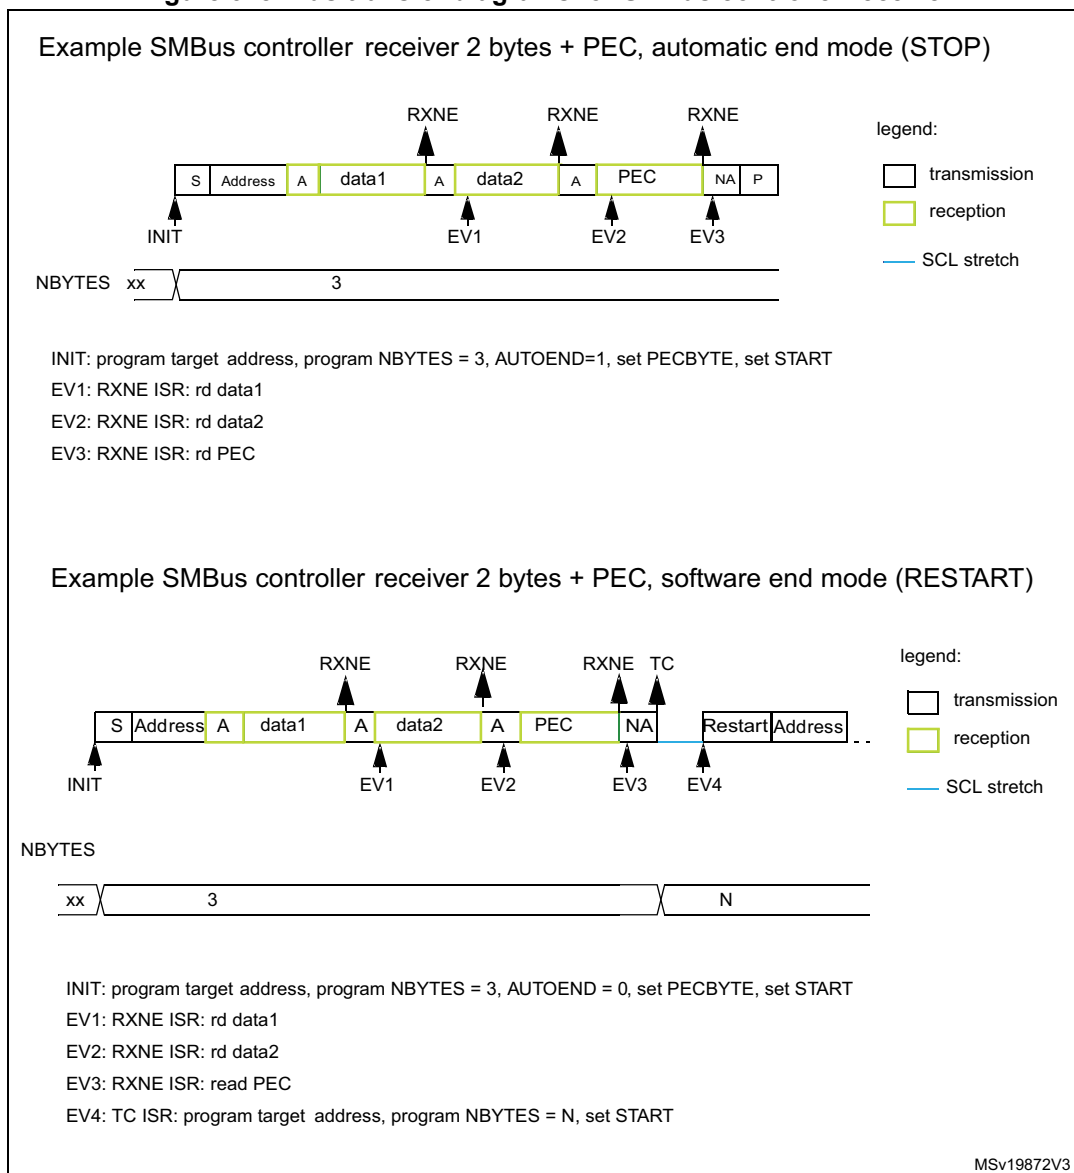 Example SMBus controller receiver 2 bytes + PEC, automatic end mode (STOP)
RXNE RXNE RXNE
legend:
S Address A data1 A data2 A PEC NA P
transmission
reception
INIT EV1 EV2 EV3
SCL stretch
NBYTES xx 3
INIT: program target address, program NBYTES = 3, AUTOEND=1, set PECBYTE, set START
EV1: RXNE ISR: rd data1
EV2: RXNE ISR: rd data2
EV3: RXNE ISR: rd PEC
Example SMBus controller receiver 2 bytes + PEC, software end mode (RESTART)
RXNE RXNE RXNE TC
legend:
transmission
S Address A data1 A data2 A PEC NA Restart Address
reception
INIT EV1 EV2 EV3 EV4
SCL stretch
NBYTES
xx 3 N
INIT: program target address, program NBYTES = 3, AUTOEND = 0, set PECBYTE, set START
EV1: RXNE ISR: rd data1
EV2: RXNE ISR: rd data2
EV3: RXNE ISR: read PEC
EV4: TC ISR: program target address, program NBYTES = N, set START
MSv19872V3